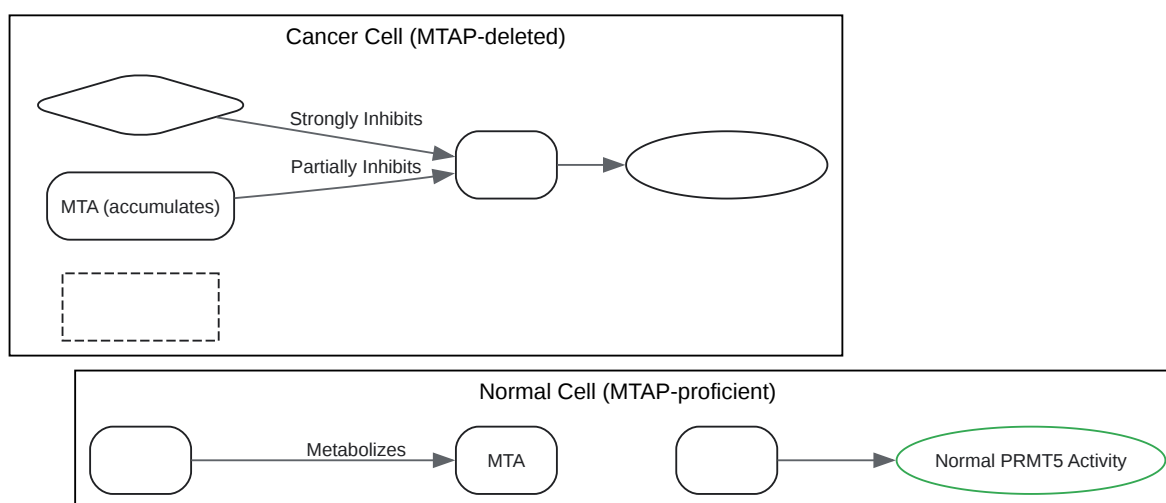 Cancer Cell (MTAP-deleted)
Strongly Inhibits
Partially Inhibits
MTA (accumulates)
Normal Cell (MTAP-proficient)
Metabolizes
MTA
Normal PRMT5 Activity